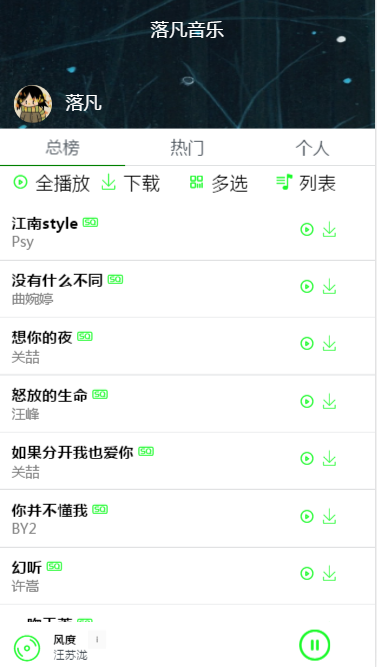 落凡音乐
落凡
总榜 热门 个人
全播放 下载 多选 列表
江南style SQ
Psy
没有什么不同 SQ
曲婉婷
想你的夜 SQ
关喆
怒放的生命 SQ
汪峰
如果分开我也爱你 SQ
关喆
你并不懂我 SQ
BY2
幻听 SQ
许嵩
风度
汪苏泷